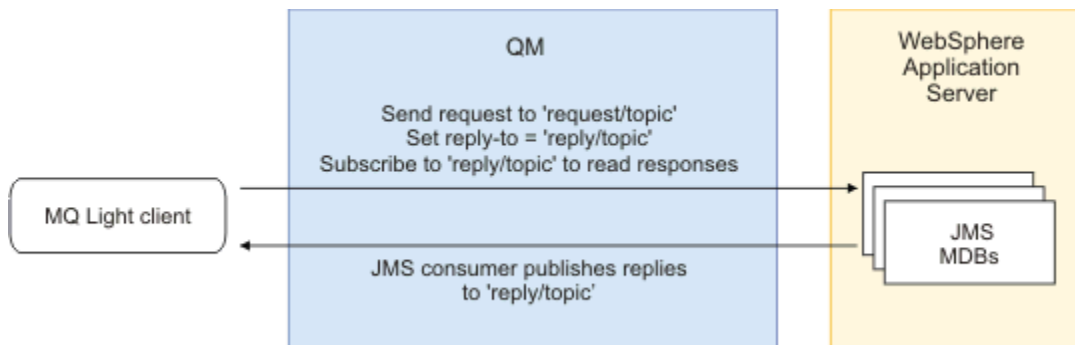 QM
WebSphere
Application
Server
Send request to 'request/topic'
Set reply-to = 'reply/topic'
Subscribe to 'reply/topic' to read responses
MQ Light client
JMS
MDBs
JMS consumer publishes replies
to 'reply/topic’